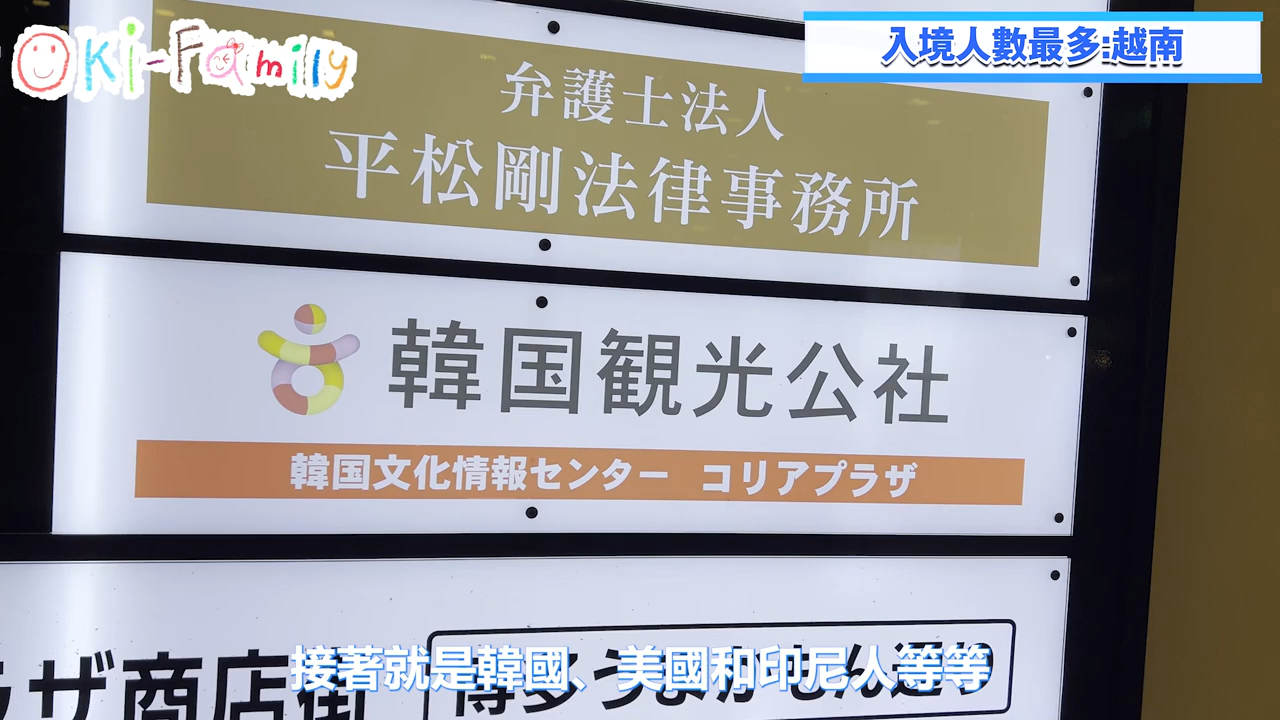 Oki-Family
入境人數最多:越南
弁護士法人
平松剛法律事務所
韓国観光公社
韓国文化情報センター コリアプラザ
ラザ商店街
接著就是韓國、美國和印尼人等等